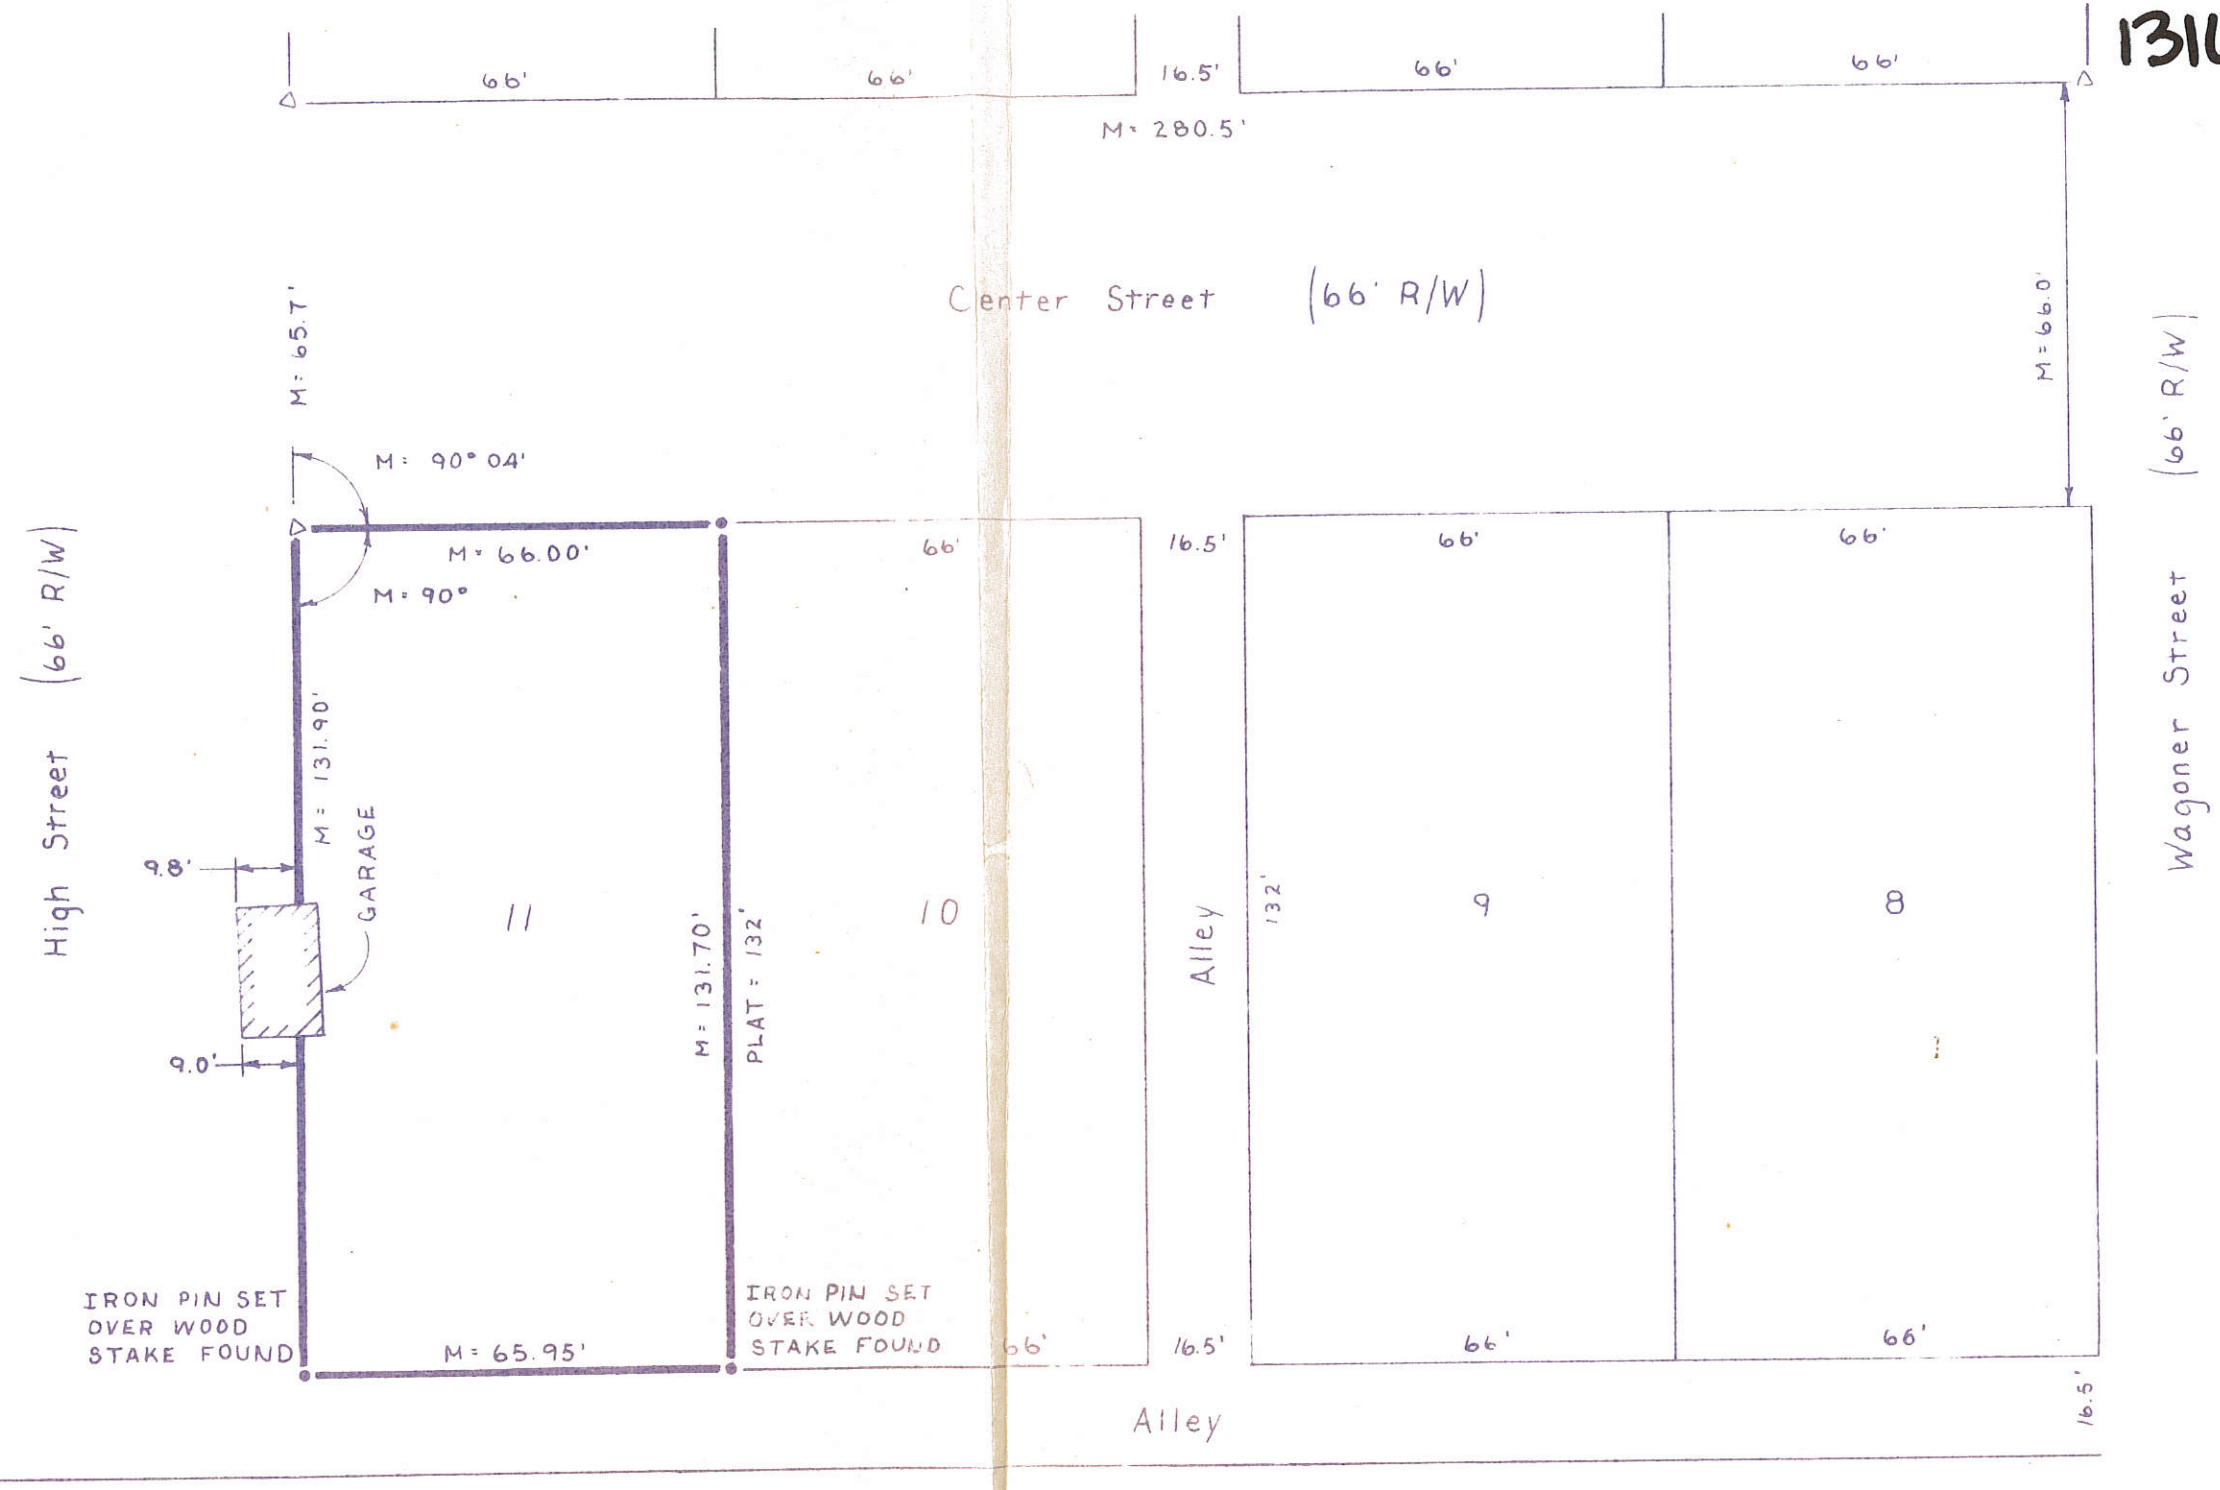 66'
66'
16.5'
66'
66'
M= 280.5'
Center Street (66' R/W)
M= 65.7'
M= 66.0'
(66' R/W)
Wagoner Street
M= 90° 04'
M= 66.00'
M= 90°
66'
16.5'
66'
66'
(66' R/W)
High Street
M= 131.90'
GARAGE
9.8'
9.0'
11
M= 131.70'
PLAT= 132'
10
Alley
132'
9
8
IRON PIN SET
OVER WOOD
STAKE FOUND
M= 65.95'
IRON PIN SET
OVER WOOD
STAKE FOUND
66'
16.5'
66'
66'
16.5'
Alley